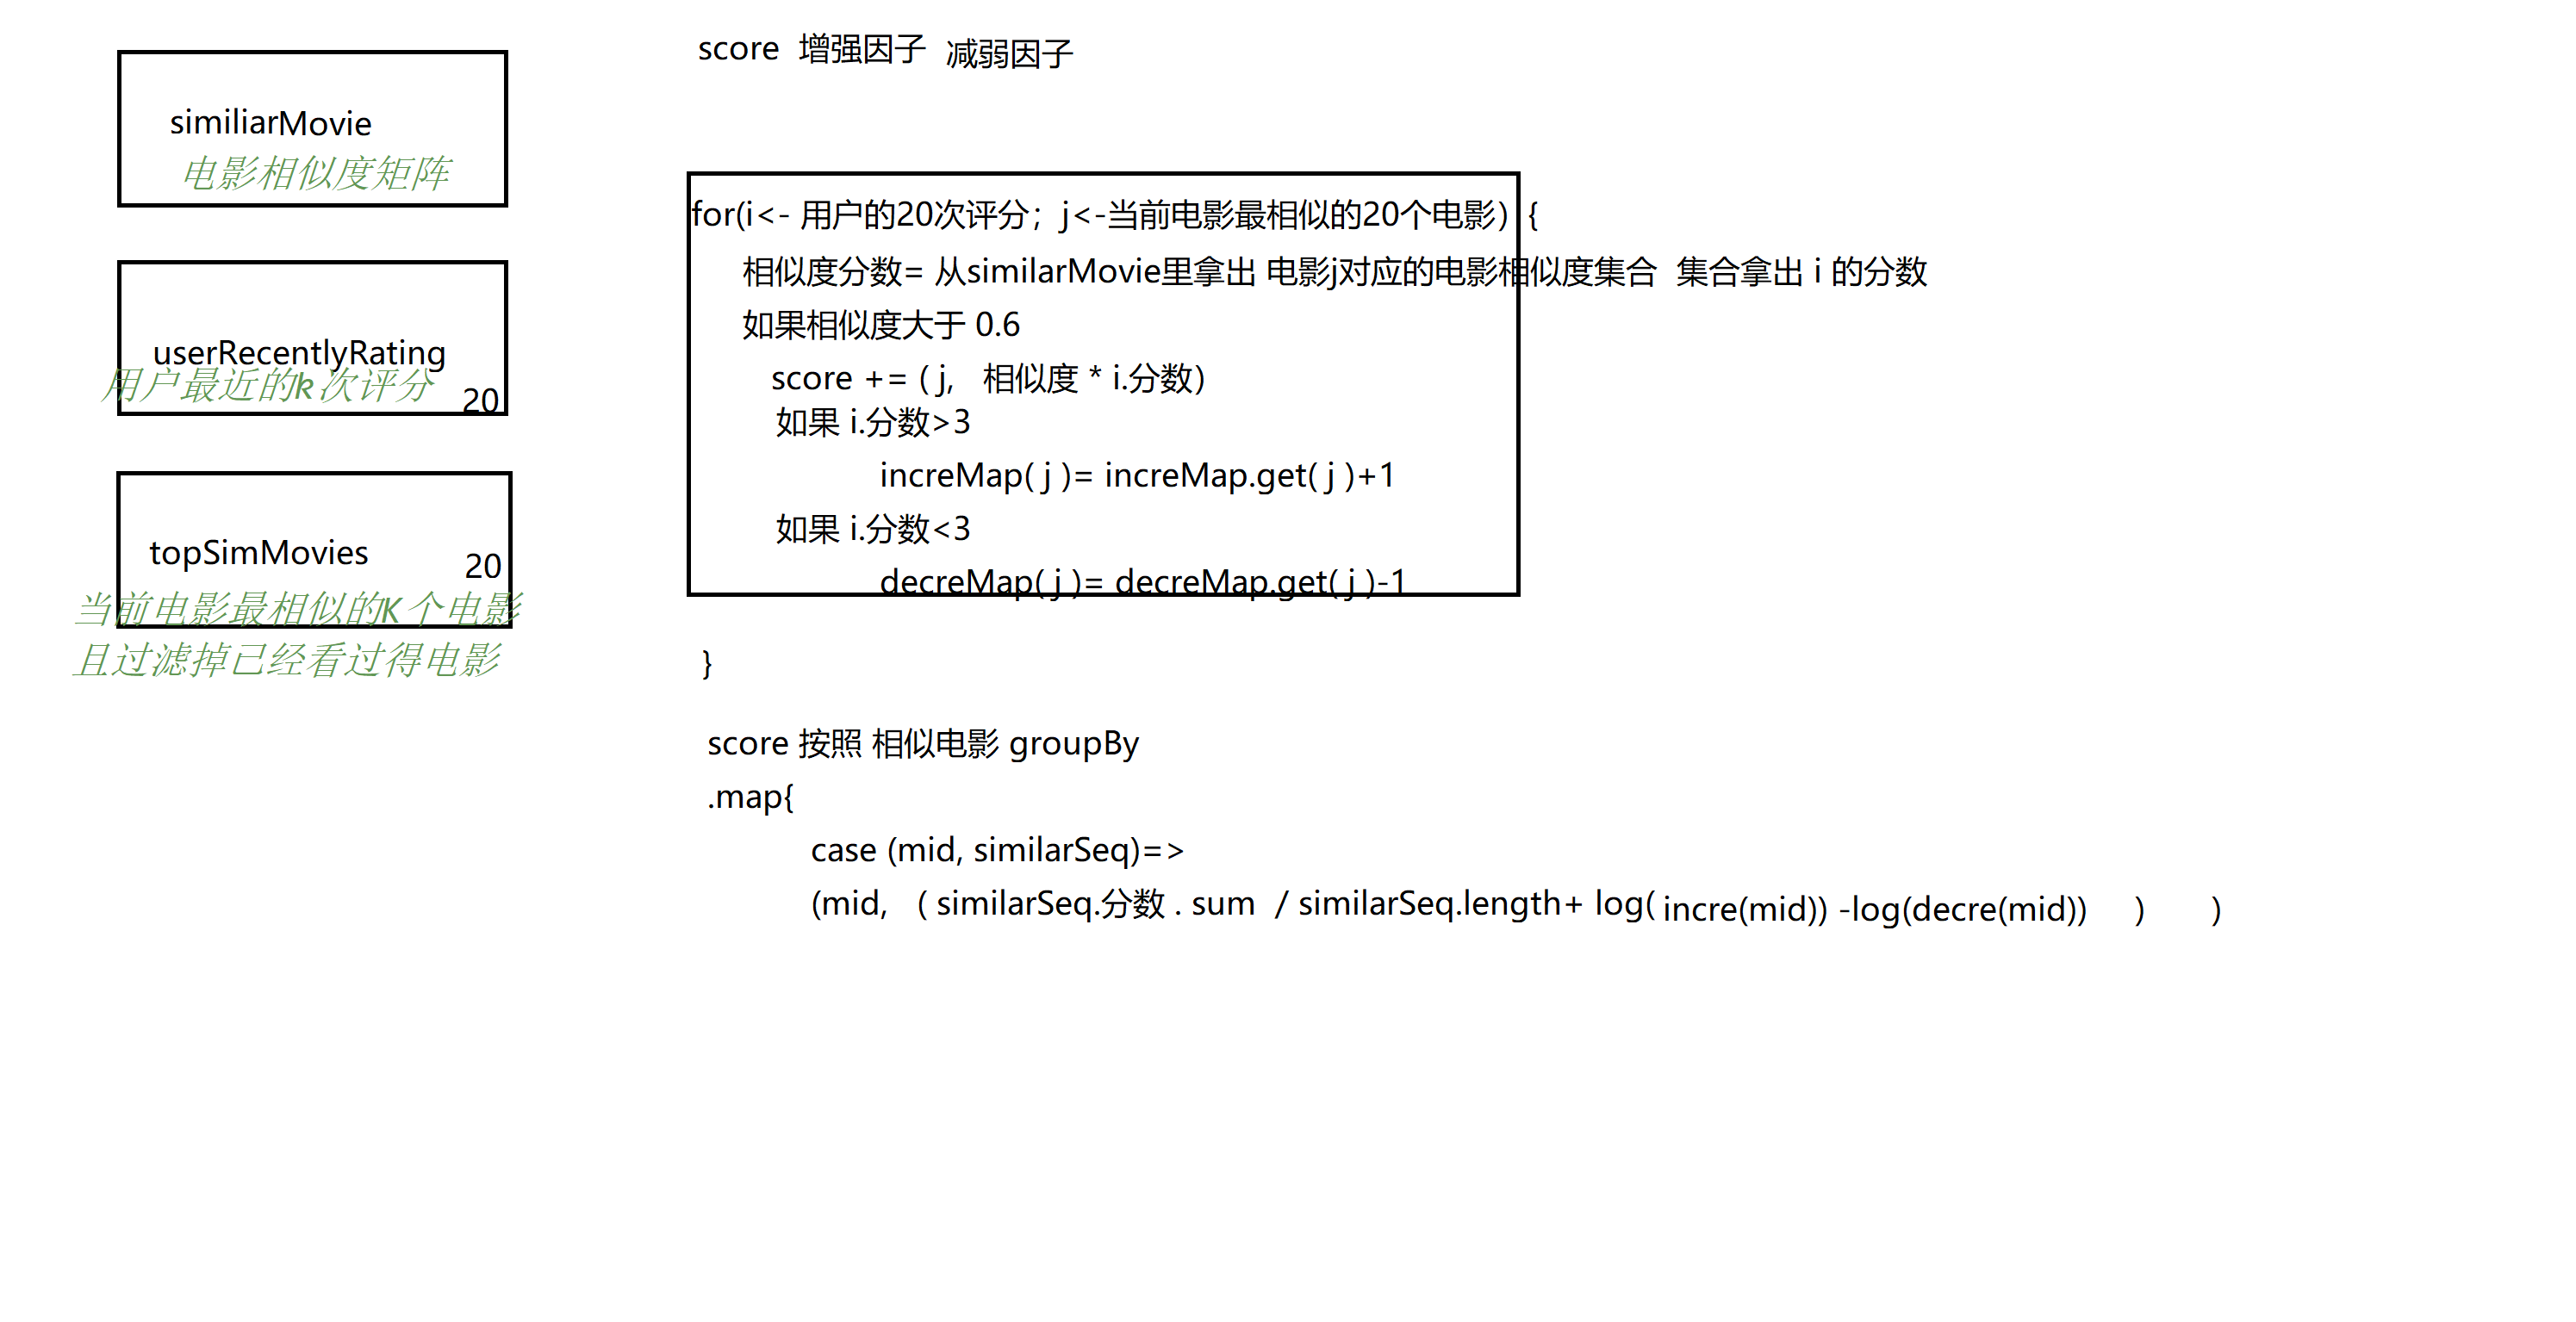 similiarMovie
电影相似度矩阵
userRecentlyRating
用户最近的k次评分
20
topSimMovies
20
当前电影最相似的K个电影
且过滤掉已经看过得电影
score 增强因子 减弱因子
for(i<- 用户的20次评分；j<-当前电影最相似的20个电影）{
相似度分数= 从similarMovie里拿出 电影j对应的电影相似度集合 集合拿出 i 的分数
如果相似度大于 0.6
score += ( j, 相似度 * i.分数）
如果 i.分数>3
increMap( j )= increMap.get( j )+1
如果 i.分数<3
decreMap( j )= decreMap.get( j )-1
}
score 按照 相似电影 groupBy
.map{
case (mid, similarSeq)=>
(mid, ( similarSeq.分数 . sum / similarSeq.length+ log( incre(mid)) -log(decre(mid)) ) )